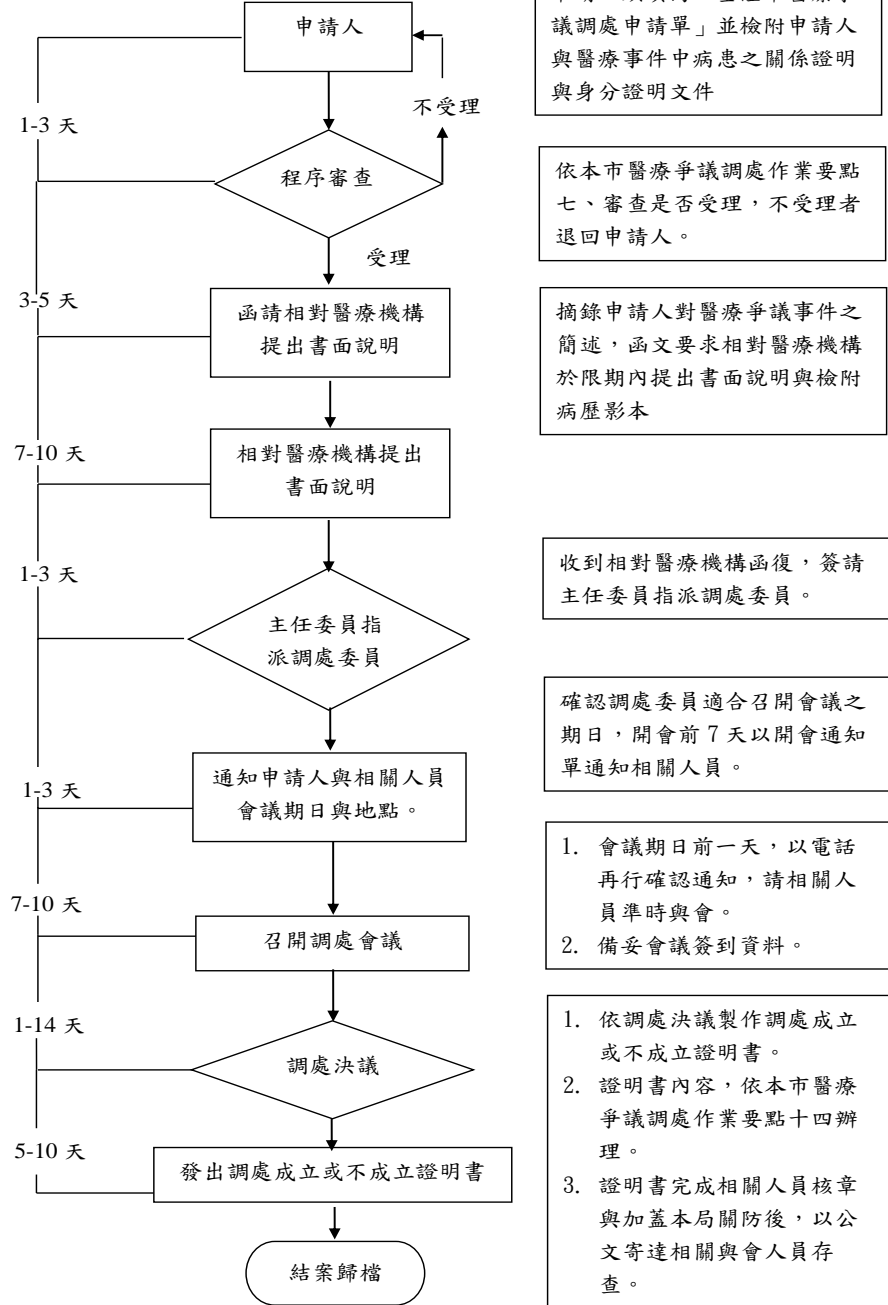 申請人
議調處申請單」並檢附申請人
與醫療事件中病患之關係證明
與身分證明文件
不受理
1-3 天
程序審查
依本市醫療爭議調處作業要點
七、審查是否受理，不受理者
退回申請人。
受理
3-5 天
函請相對醫療機構
提出書面說明
摘錄申請人對醫療爭議事件之
簡述，函文要求相對醫療機構
於限期內提出書面說明與檢附
病歷影本
7-10 天
相對醫療機構提出
書面說明
1-3 天
收到相對醫療機構函復，簽請
主任委員指派調處委員。
主任委員指
派調處委員
確認調處委員適合召開會議之
期日，開會前 7 天以開會通知
單通知相關人員。
1-3 天
通知申請人與相關人員
會議期日與地點。
1. 會議期日前一天，以電話
再行確認通知，請相關人
員準時與會。
2. 備妥會議簽到資料。
7-10 天
召開調處會議
1-14 天
調處決議
1. 依調處決議製作調處成立
或不成立證明書。
2. 證明書內容，依本市醫療
爭議調處作業要點十四辦
理。
3. 證明書完成相關人員核章
與加蓋本局關防後，以公
文寄達相關與會人員存
查。
5-10 天
發出調處成立或不成立證明書
結案歸檔